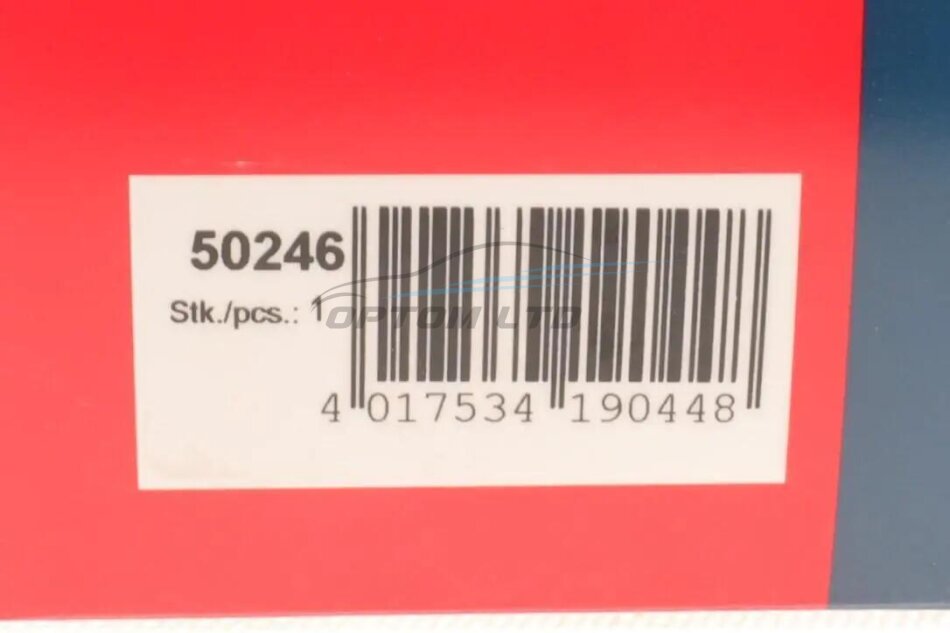 50246
Stk./pcs.: 1
OPTOM LTD
4 017534 190448